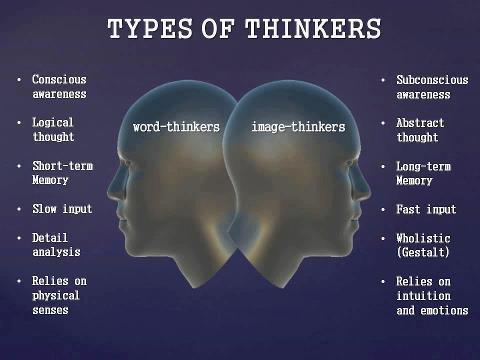 TYPES OF THINKERS
• Conscious
awareness
• Logical
thought
• Short-term
Memory
• Slow input
• Detail
analysis
• Relies on
physical
senses
word-thinkers
image-thinkers
• Subconscious
awareness
• Abstract
thought
• Long-term
Memory
• Fast input
• Wholistic
(Gestalt)
• Relies on
intuition
and emotions